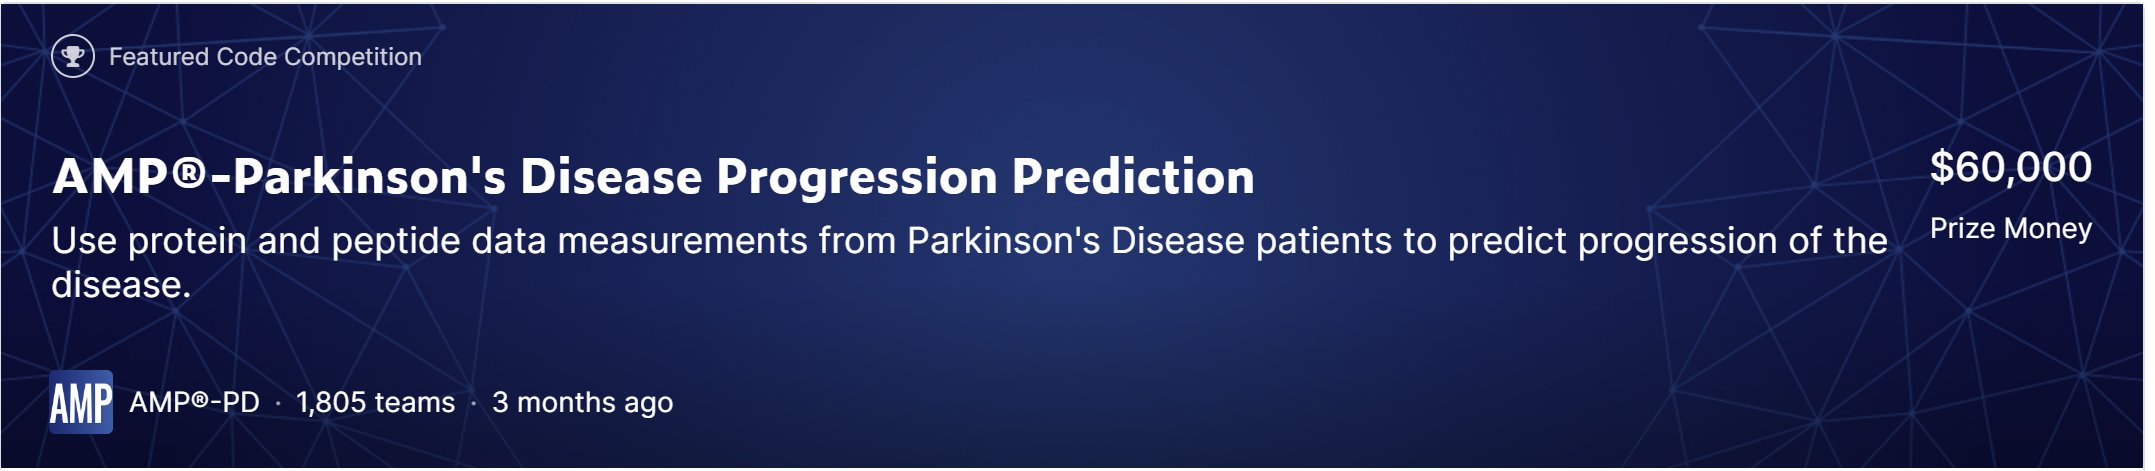 Featured Code Competition
AMP®-Parkinson's Disease Progression Prediction
$60,000
Use protein and peptide data measurements from Parkinson's Disease patients to predict progression of the
disease.
Prize Money
AMP AMP®-PD · 1,805 teams · 3 months ago